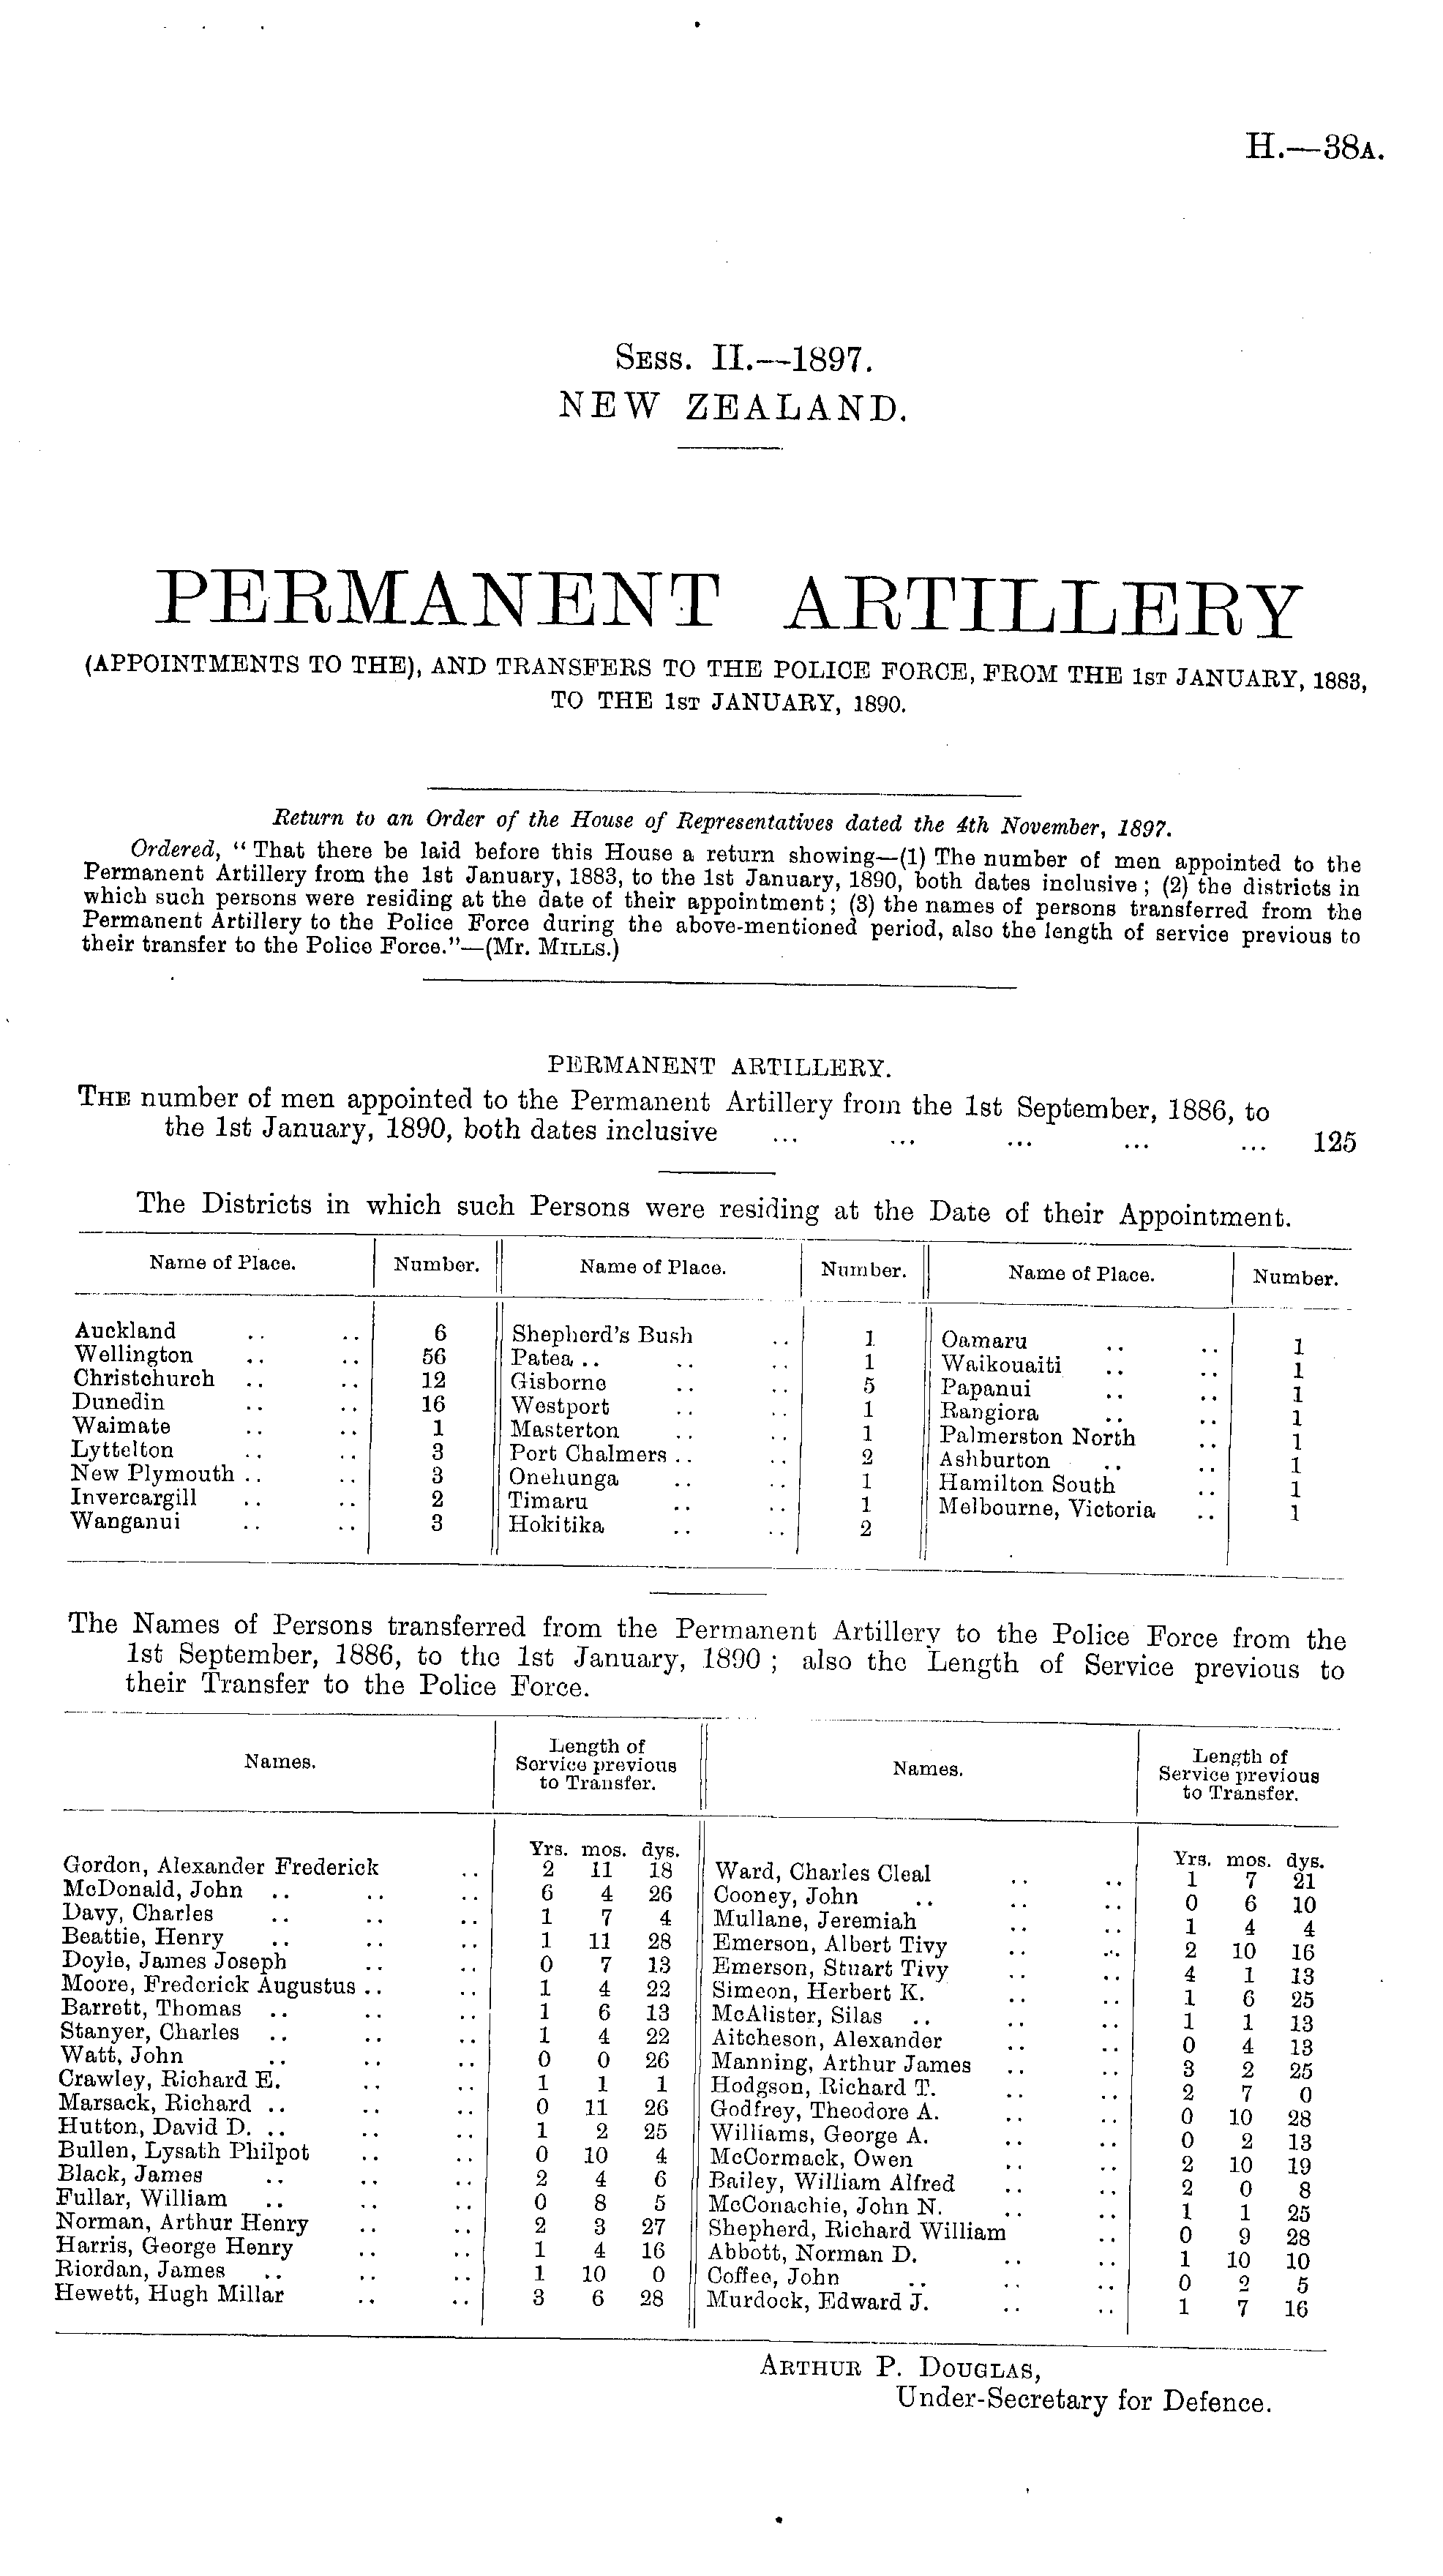 H.—38A.
SESS. II.—1897.
NEW ZEALAND.
PERMANENT ARTILLERY
(APPOINTMENTS TO THE), AND TRANSFERS TO THE POLICE FORCE, FROM THE 1ST JANUARY, 1883,
TO THE 1ST JANUARY, 1890.
Return to an Order of the House of Representatives dated the 4th November, 1897.
Ordered, "That there be laid before this House a return showing—(1) The number of men appointed to the
Permanent Artillery from the 1st January, 1883, to the 1st January, 1890, both dates inclusive; (2) the districts in
which such persons were residing at the date of their appointment; (3) the names of persons transferred from the
Permanent Artillery to the Police Force during the above-mentioned period, also the length of service previous to
their transfer to the Police Force."—(Mr. MILLS.)
PERMANENT ARTILLERY.
THE number of men appointed to the Permanent Artillery from the 1st September, 1886, to
the 1st January, 1890, both dates inclusive ... ... ... ... ... 125
The Districts in which such Persons were residing at the Date of their Appointment.
Name of Place. Number. Name of Place. Number. Name of Place. Number.
Auckland .. .. 6 Shepherd's Bush .. 1 Oamaru .. .. 1
Wellington .. .. 56 Patea .. .. .. 1 Waikouaiti .. .. 1
Christchurch .. .. 12 Gisborne .. .. 5 Papanui .. .. 1
Dunedin .. .. 16 Westport .. .. 1 Rangiora .. .. 1
Waimate .. .. 1 Masterton .. .. 1 Palmerston North .. 1
Lyttelton .. .. 3 Port Chalmers .. .. 2 Ashburton .. .. 1
New Plymouth .. .. 3 Onehunga .. .. 1 Hamilton South .. 1
Invercargill .. .. 2 Timaru .. .. 1 Melbourne, Victoria .. 1
Wanganui .. .. 3 Hokitika .. .. 2
The Names of Persons transferred from the Permanent Artillery to the Police Force from the
1st September, 1886, to the 1st January, 1890; also the Length of Service previous to
their Transfer to the Police Force.
Names. Length of Service previous to Transfer. Names. Length of Service previous to Transfer.
Yrs. mos. dys. Yrs. mos. dys.
Gordon, Alexander Frederick .. 2 11 18 Ward, Charles Cleal .. .. 1 7 21
McDonald, John .. .. .. 6 4 26 Cooney, John .. .. .. 0 6 10
Davy, Charles .. .. .. 1 7 4 Mullane, Jeremiah .. .. 1 4 4
Beattie, Henry .. .. .. 1 11 28 Emerson, Albert Tivy .. .. 2 10 16
Doyle, James Joseph .. .. 0 7 13 Emerson, Stuart Tivy .. .. 4 1 13
Moore, Frederick Augustus .. .. 1 4 22 Simeon, Herbert K. .. .. 1 6 25
Barrett, Thomas .. .. .. 1 6 13 McAlister, Silas .. .. .. 1 1 13
Stanyer, Charles .. .. .. 1 4 22 Aitcheson, Alexander .. .. 0 4 13
Watt, John .. .. .. 0 0 26 Manning, Arthur James .. .. 3 2 25
Crawley, Richard E. .. .. 1 1 1 Hodgson, Richard T. .. .. 2 7 0
Marsack, Richard .. .. .. 0 11 26 Godfrey, Theodore A. .. .. 0 10 28
Hutton, David D. .. .. .. 1 2 25 Williams, George A. .. .. 0 2 13
Bullen, Lysath Philpot .. .. 0 10 4 McCormack, Owen .. .. 2 10 19
Black, James .. .. .. 2 4 6 Bailey, William Alfred .. .. 2 0 8
Fullar, William .. .. .. 0 8 5 McConachie, John N. .. .. 1 1 25
Norman, Arthur Henry .. .. 2 3 27 Shepherd, Richard William .. 0 9 28
Harris, George Henry .. .. 1 4 16 Abbott, Norman D. .. .. 1 10 10
Riordan, James .. .. .. 1 10 0 Coffee, John .. .. .. 0 2 5
Hewett, Hugh Millar .. .. 3 6 28 Murdock, Edward J. .. .. 1 7 16
ARTHUR P. DOUGLAS,
Under-Secretary for Defence.